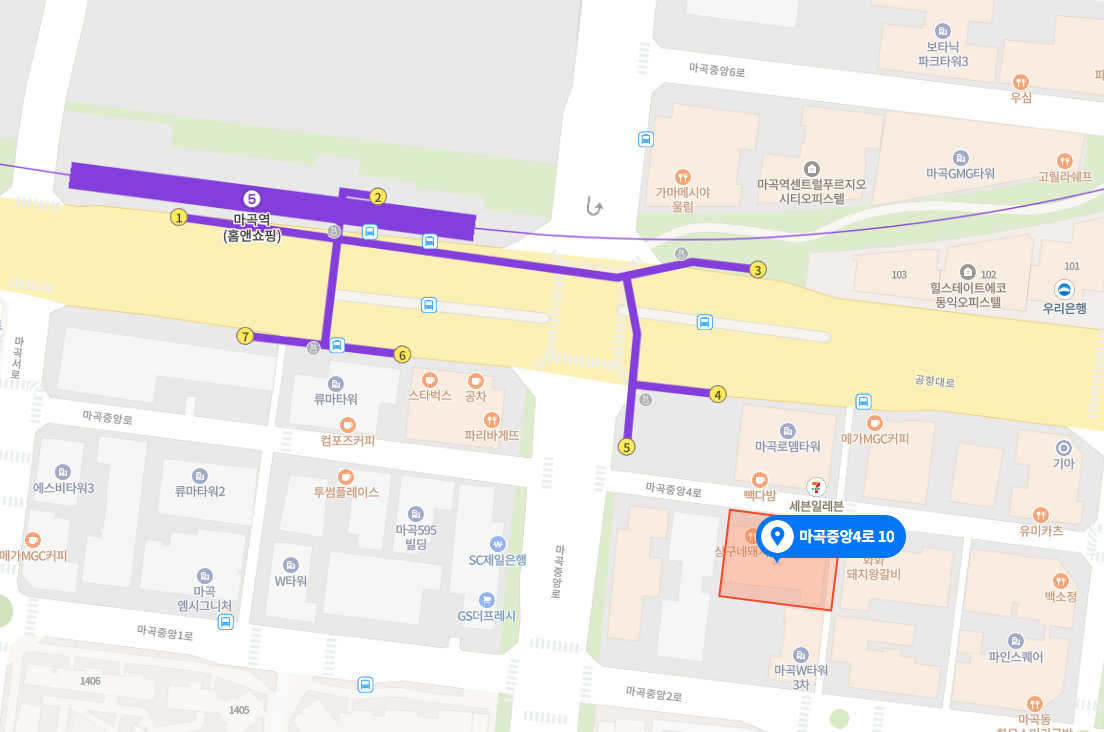 마곡중앙6로
보타닉
파크타워3
우심
가마메시야
울림
마곡역센트럴푸르지오
시티오피스텔
마곡GMG타워
고릴라쉐프
5
2
1
마곡역
(홈앤쇼핑)
3
103
102
101
힐스테이트에코
동익오피스텔
우리은행
7
6
마곡서로
공항대로
류마타워
스타벅스
공차
4
파리바게뜨
컴포즈커피
마곡중앙로
5
마곡로뎀타워
메가MGC커피
기아
에스비타워3
류마타워2
투썸플레이스
마곡중앙4로
빽다방
세븐일레븐
7
마곡595
빌딩
유미카츠
메가MGC커피
SC제일은행
마곡중앙로
상구네돼지
마곡중앙4로 10
화화
돼지왕갈비
W타워
마곡
엠시그니처
GS더프레시
백소정
마곡중앙1로
마곡W타워
3차
파인스퀘어
1406
1405
마곡중앙2로
마곡동